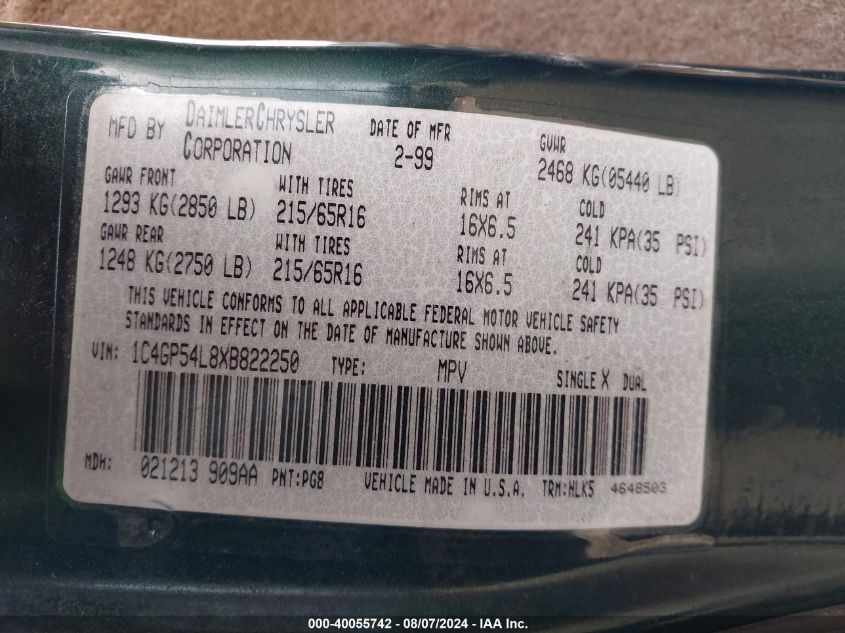 MFD BY DAIMLERCHRYSLER CORPORATION DATE OF MFR 2-99 GVWR 2468 KG(05440 LB)
GAWR FRONT WITH TIRES RIMS AT COLD
1293 KG(2850 LB) 215/65R16 16X6.5 241 KPA(35 PSI)
GAWR REAR WITH TIRES RIMS AT COLD
1248 KG(2750 LB) 215/65R16 16X6.5 241 KPA(35 PSI)
THIS VEHICLE CONFORMS TO ALL APPLICABLE FEDERAL MOTOR VEHICLE SAFETY
STANDARDS IN EFFECT ON THE DATE OF MANUFACTURE SHOWN ABOVE.
VIN: 1C4GP54L8XB822250 TYPE: MPV SINGLE X DUAL
MDH: 021213 909AA PNT:PG8 VEHICLE MADE IN U.S.A. TRM:HLK5 4648503
000-40055742 - 08/07/2024 - IAA Inc.